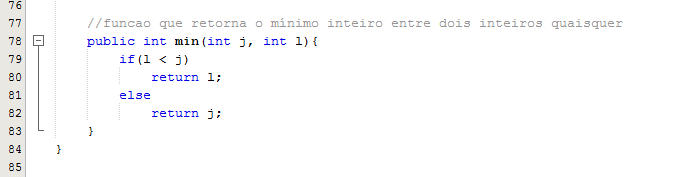 76
77 //funcao que retorna o mínimo inteiro entre dois inteiros quaisquer
78 public int min(int j, int l){
79 if(l < j)
80 return l;
81 else
82 return j;
83 }
84 }
85